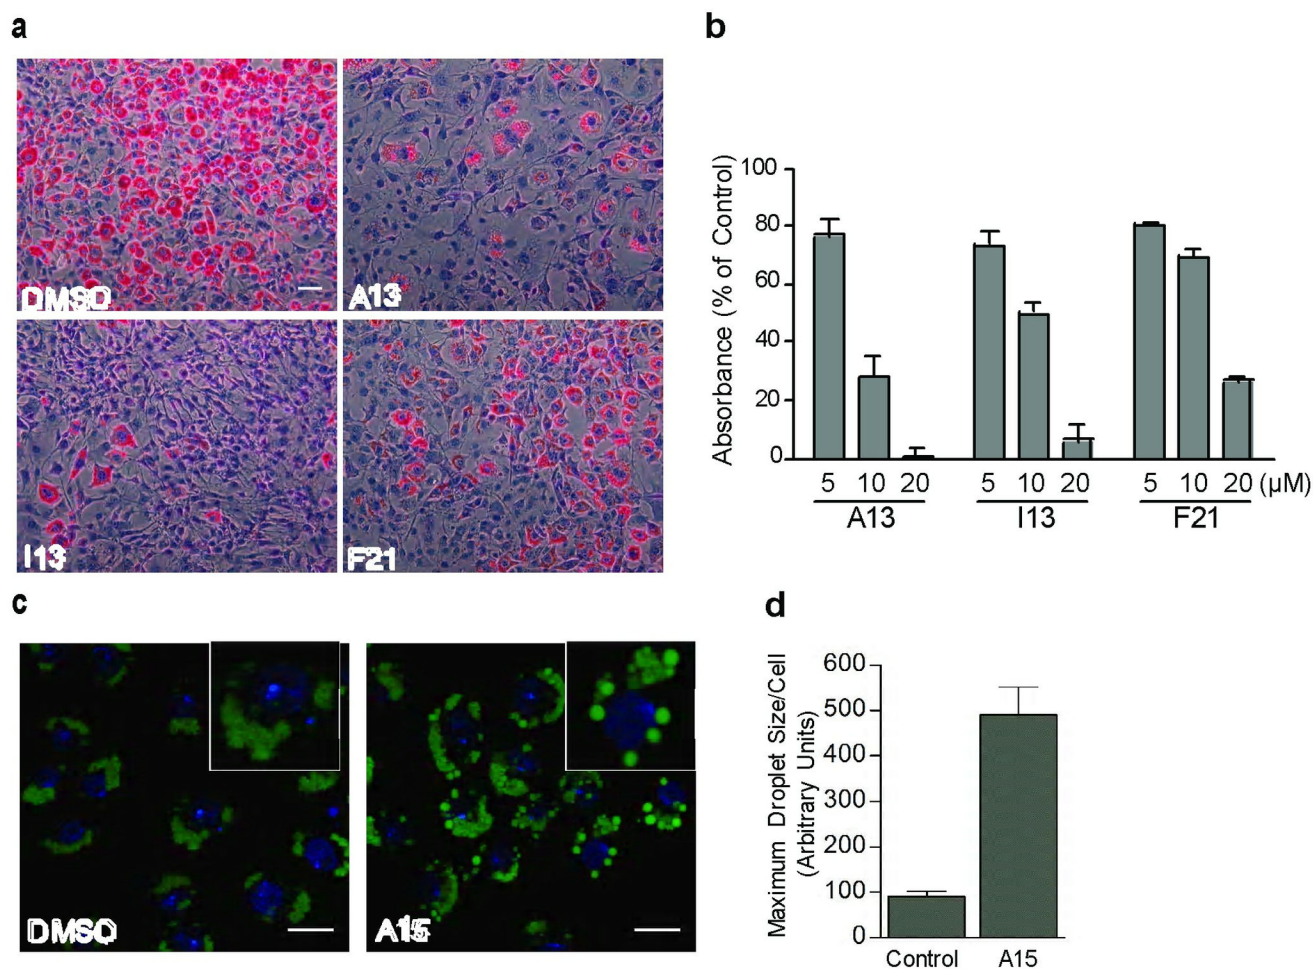 a
DMSO
A13
I13
F21
b
Absorbance (% of Control)
100
80
60
40
20
0
5 10 20 5 10 20 5 10 20 (µM)
A13 I13 F21
c
DMSO
A15
d
Maximum Droplet Size/Cell
(Arbitrary Units)
600
500
400
300
200
100
0
Control A15